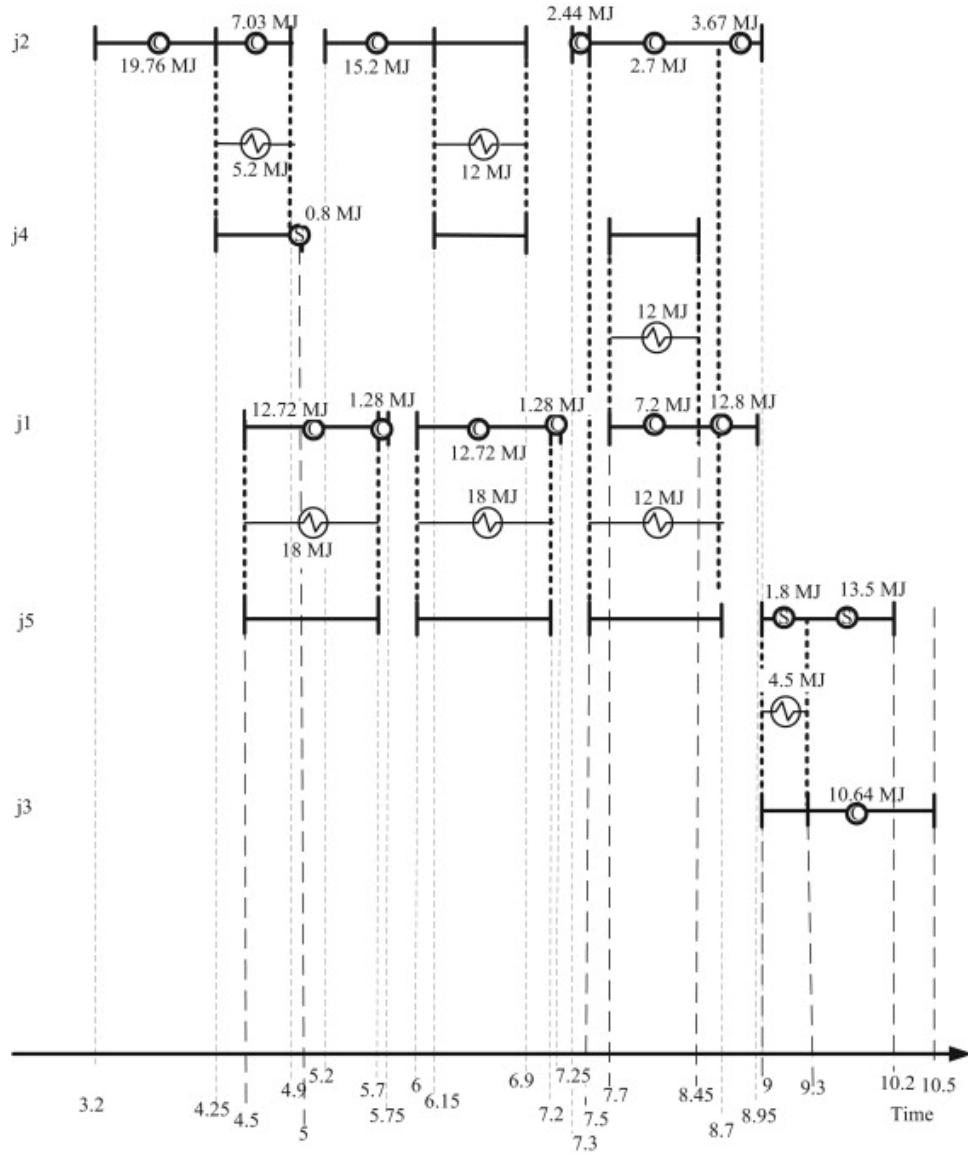 2.44 MJ
7.03 MJ
3.67 MJ
j2
19.76 MJ
15.2 MJ
2.7 MJ
5.2 MJ
12 MJ
0.8 MJ
j4
S
12 MJ
12.72 MJ
1.28 MJ
1.28 MJ
7.2 MJ
12.8 MJ
j1
12.72 MJ
18 MJ
12 MJ
18 MJ
1.8 MJ
13.5 MJ
j5
S
S
4.5 MJ
j3
10.64 MJ
3.2
4.25
4.9
5.2
5.7
6
6.9
7.25
7.7
8.45
9
9.3
10.2
10.5
4.5
5
5.75
6.15
7.2
7.5
7.3
8.7
8.95
Time